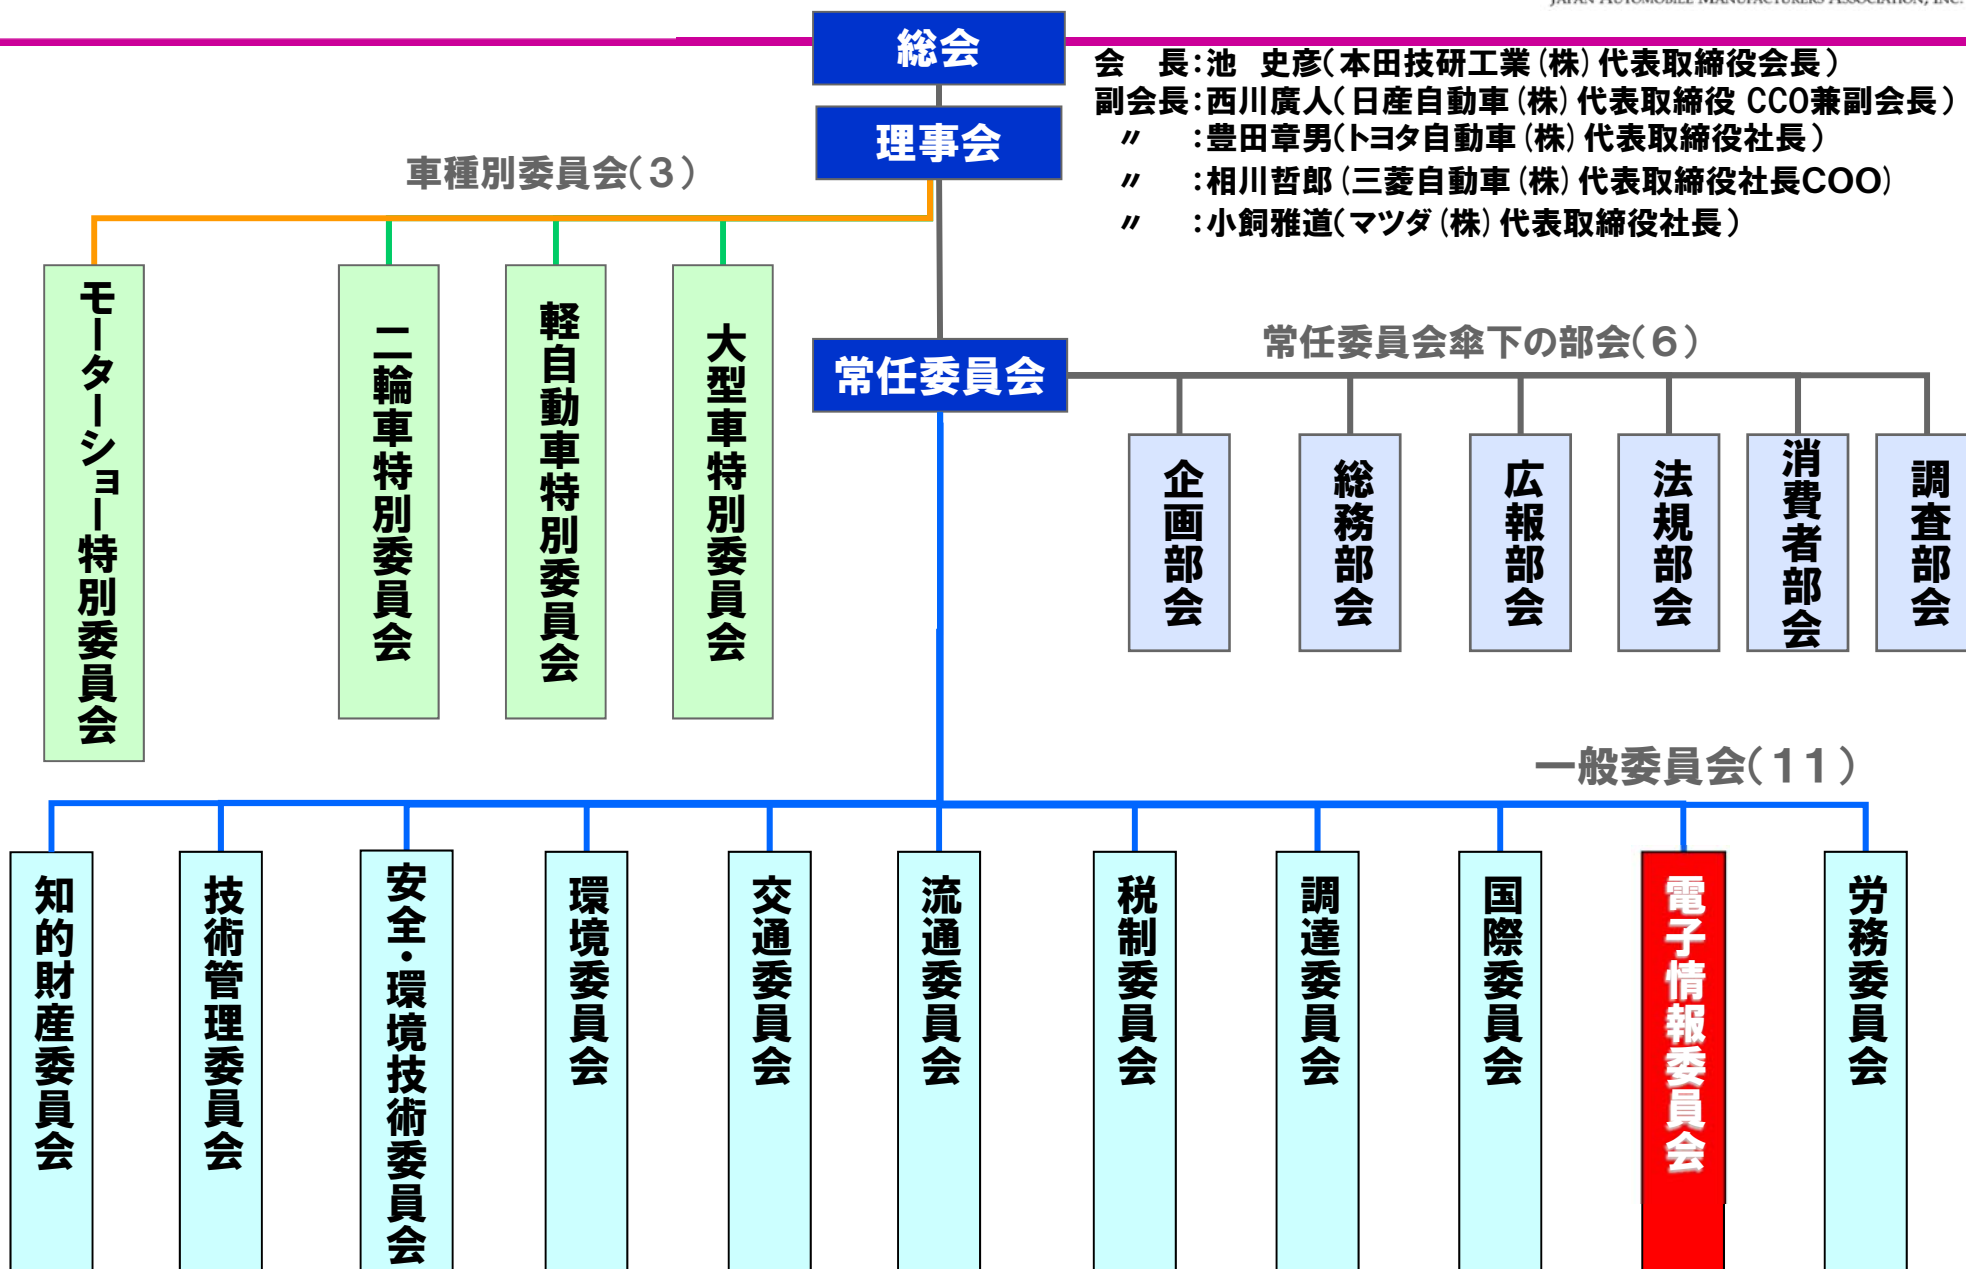 JAPAN AUTOMOBILE MANUFACTURERS ASSOCIATION, INC.
総会
会　長:池　史彦(本田技研工業(株)代表取締役会長)
副会長:西川廣人(日産自動車(株)代表取締役 CCO兼副会長)
〃　:豊田章男(トヨタ自動車(株)代表取締役社長)
〃　:相川哲郎(三菱自動車(株)代表取締役社長COO)
〃　:小飼雅道(マツダ(株)代表取締役社長)
理事会
車種別委員会(3)
モーターショー特別委員会
二輪車特別委員会
軽自動車特別委員会
大型車特別委員会
常任委員会
常任委員会傘下の部会(6)
企画部会
総務部会
広報部会
法規部会
消費者部会
調査部会
一般委員会(11)
知的財産委員会
技術管理委員会
安全・環境技術委員会
環境委員会
交通委員会
流通委員会
税制委員会
調達委員会
国際委員会
電子情報委員会
労務委員会